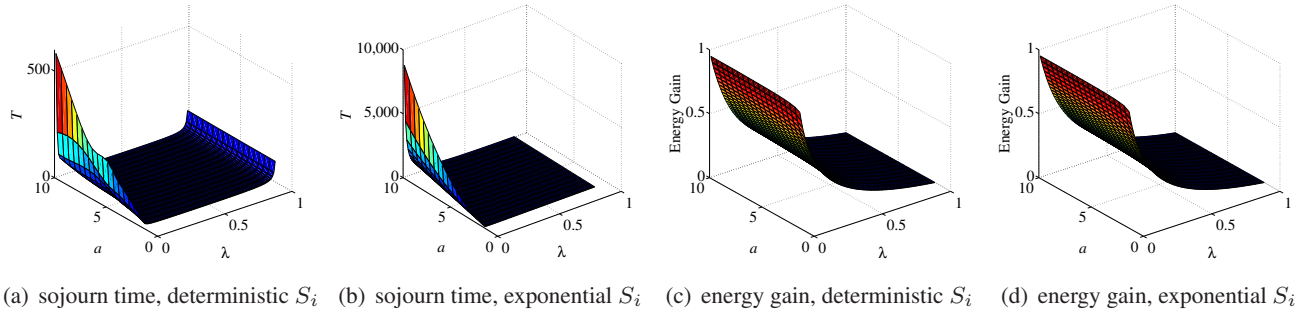 500
0
10
5
0
0
0.5
1
T
a
λ
10,000
5,000
0
10
5
0
0
0.5
1
T
a
λ
1
0.5
0
10
5
0
0
0.5
1
Energy Gain
a
λ
1
0.5
0
10
5
0
0
0.5
1
Energy Gain
a
λ
(a) sojourn time, deterministic S_i
(b) sojourn time, exponential S_i
(c) energy gain, deterministic S_i
(d) energy gain, exponential S_i